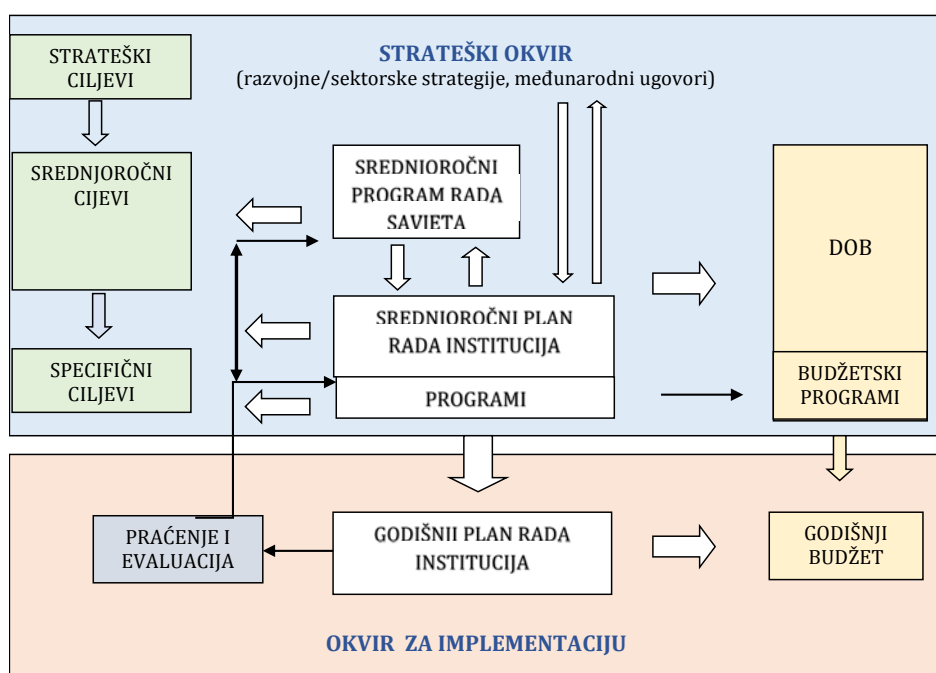 STRATEŠKI
CILJEVI
STRATEŠKI OKVIR
(razvojne/sektorske strategije, međunarodni ugovori)
SREDNJOROČNI
CIJEVI
SREDNIOROČNI
PROGRAM RADA
SAVIETA
DOB
SREDNIOROČNI PLAN
RADA INSTITUCIJA
SPECIFIČNI
CILJEVI
PROGRAMI
BUDŽETSKI
PROGRAMI
PRAĆENJE I
EVALUACIJA
GODIŠNII PLAN RADA
INSTITUCIJA
GODIŠNJI
BUDŽET
OKVIR ZA IMPLEMENTACIJU